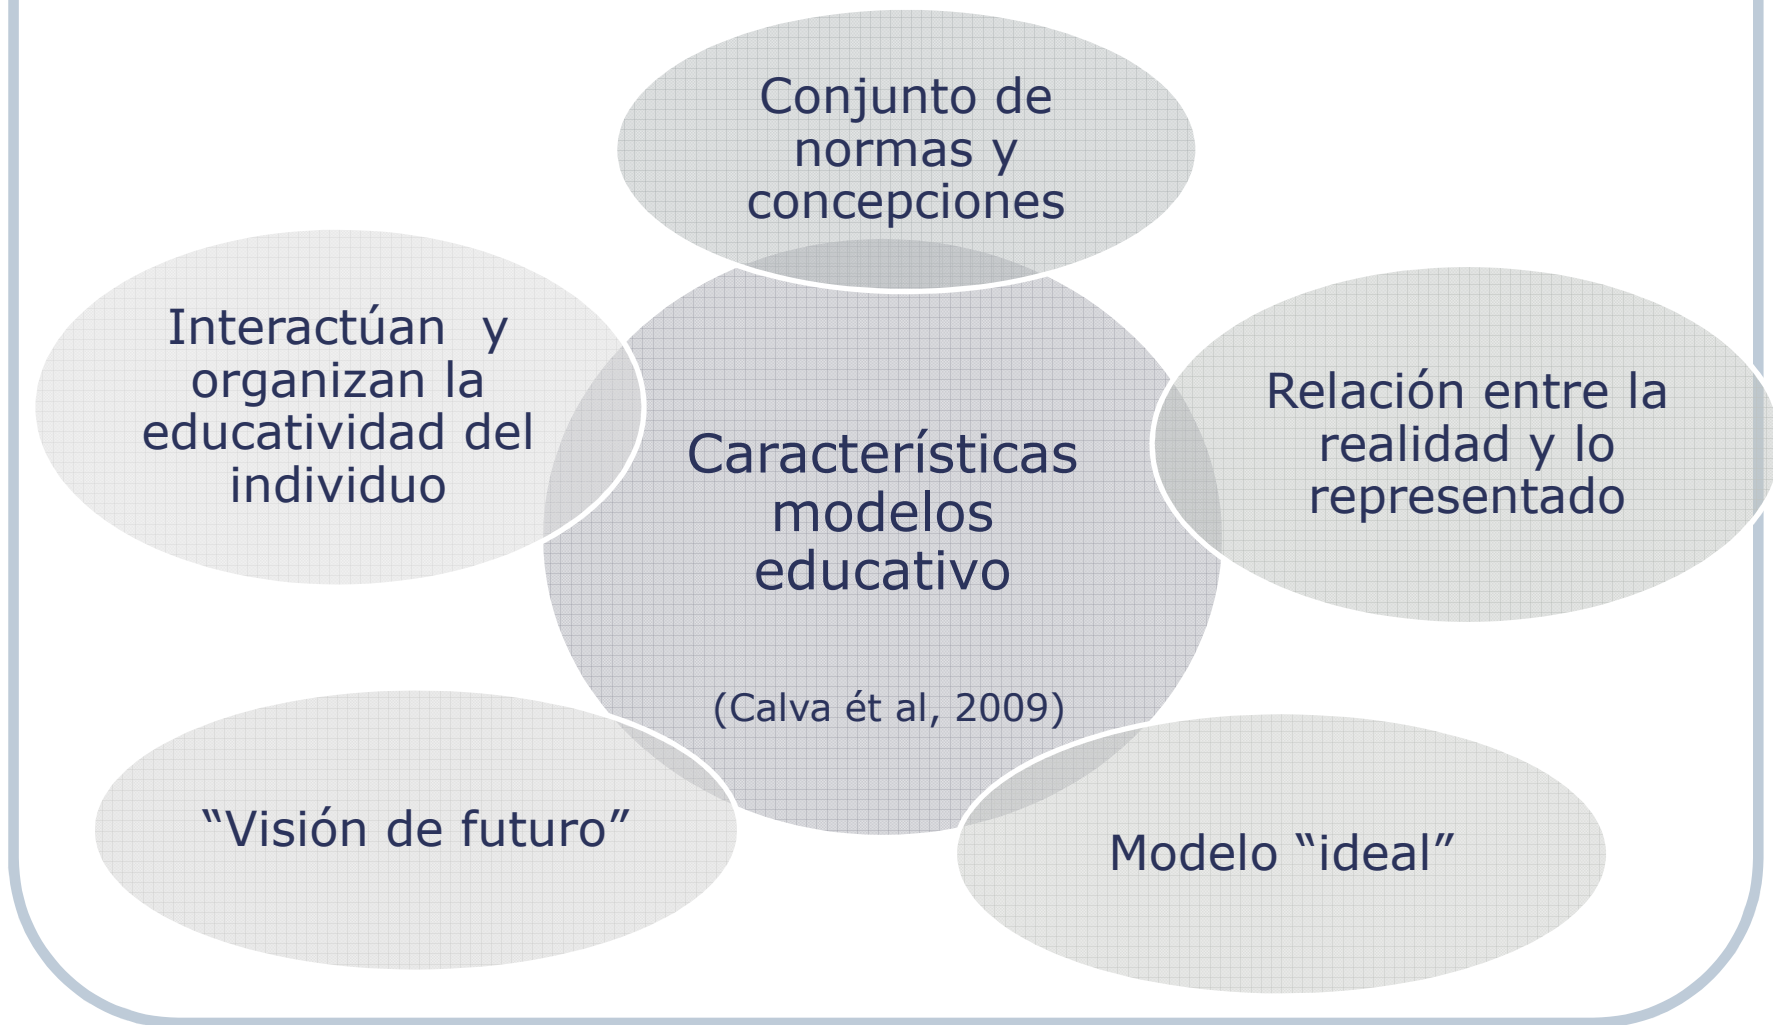 Conjunto de
normas y
concepciones
Interactúan y
organizan la
educatividad del
individuo
Relación entre la
realidad y lo
representado
Características
modelos
educativo
(Calva ét al, 2009)
“Visión de futuro”
Modelo “ideal”